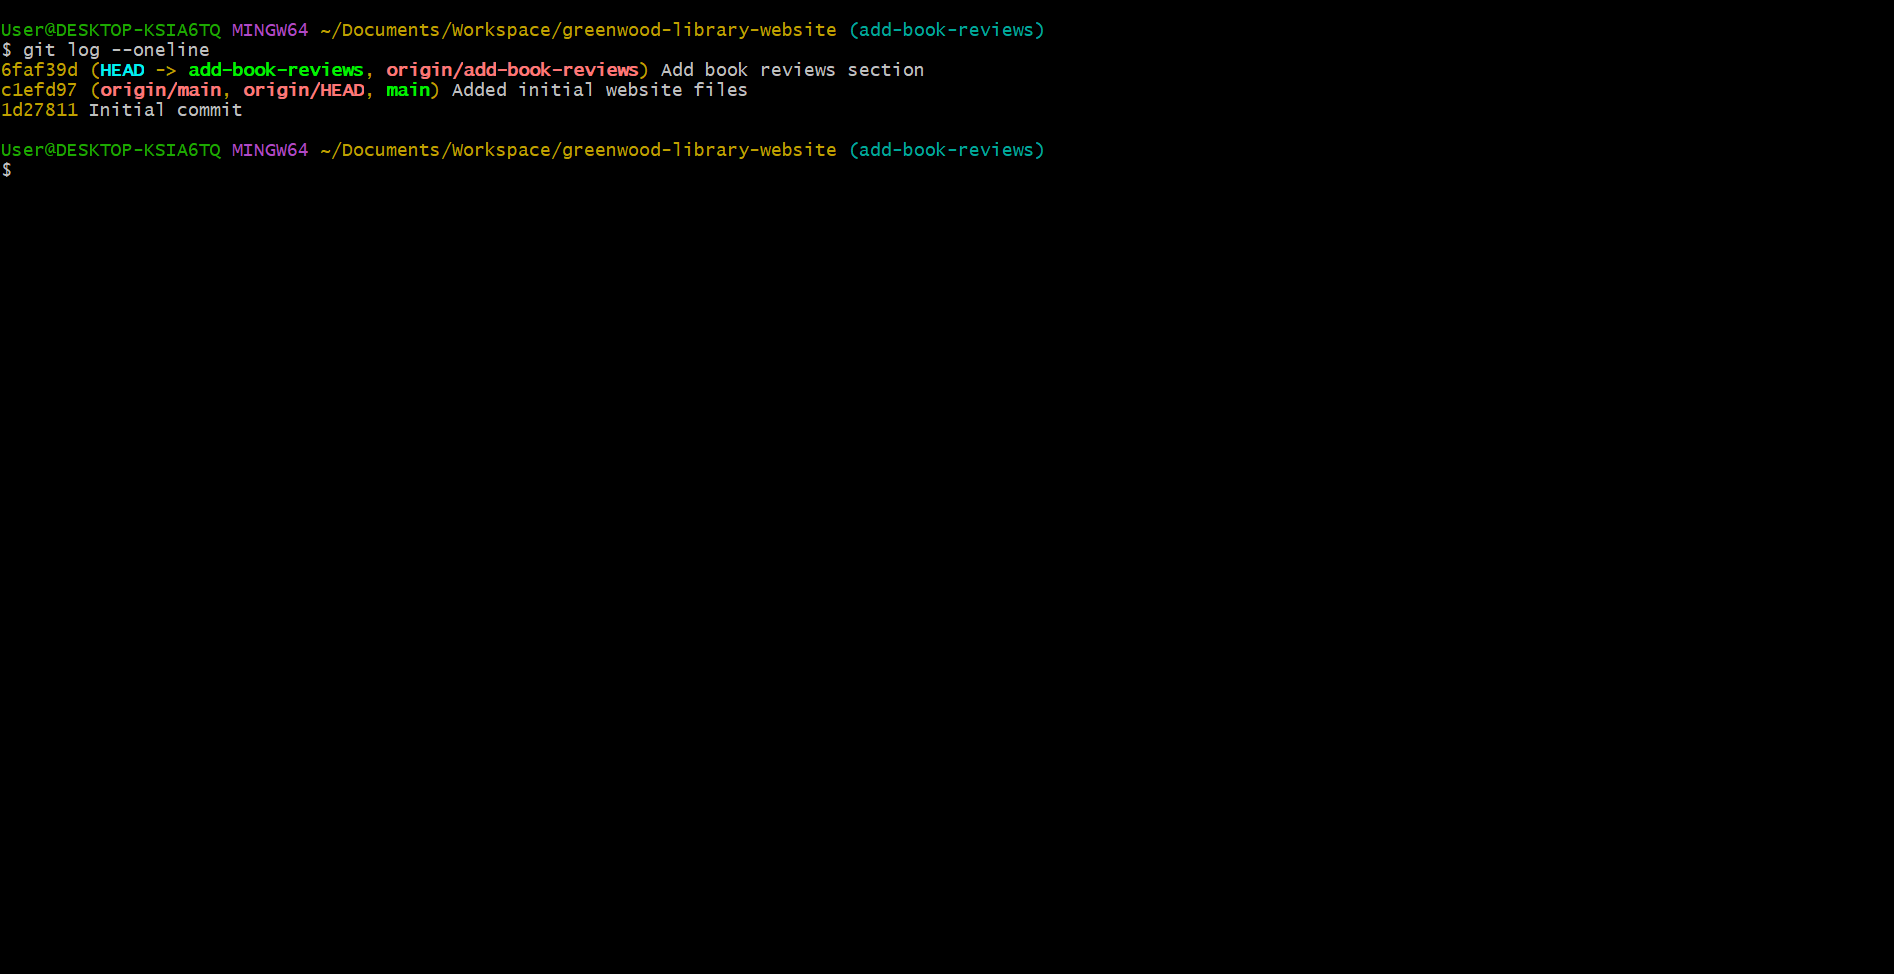 User@DESKTOP-KSIA6TQ MINGW64 ~/Documents/Workspace/greenwood-library-website (add-book-reviews)
$ git log --oneline
6faf39d (HEAD -> add-book-reviews, origin/add-book-reviews) Add book reviews section
c1efd97 (origin/main, origin/HEAD, main) Added initial website files
1d27811 Initial commit
User@DESKTOP-KSIA6TQ MINGW64 ~/Documents/Workspace/greenwood-library-website (add-book-reviews)
$